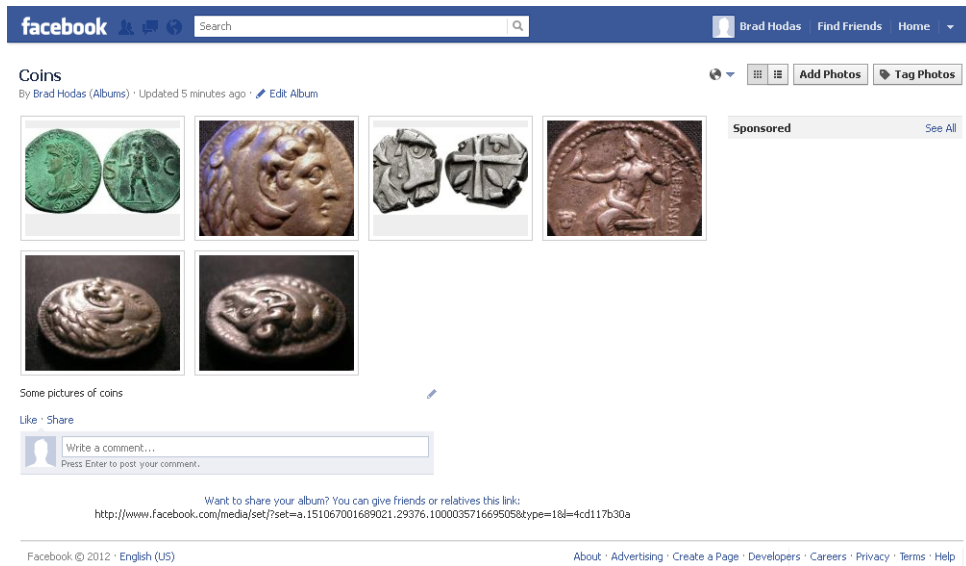 facebook
Search
Brad Hodas
Find Friends
Home
Coins
Add Photos
Tag Photos
By Brad Hodas (Albums) · Updated 5 minutes ago · Edit Album
Sponsored
See All
S C
Some pictures of coins
Like · Share
Write a comment...
Press Enter to post your comment.
Want to share your album? You can give friends or relatives this link:
http://www.facebook.com/media/set/?set=a.151067001689021.29376.100003571669505&type=1&l=4cd117b30a
Facebook © 2012 · English (US)
About · Advertising · Create a Page · Developers · Careers · Privacy · Terms · Help